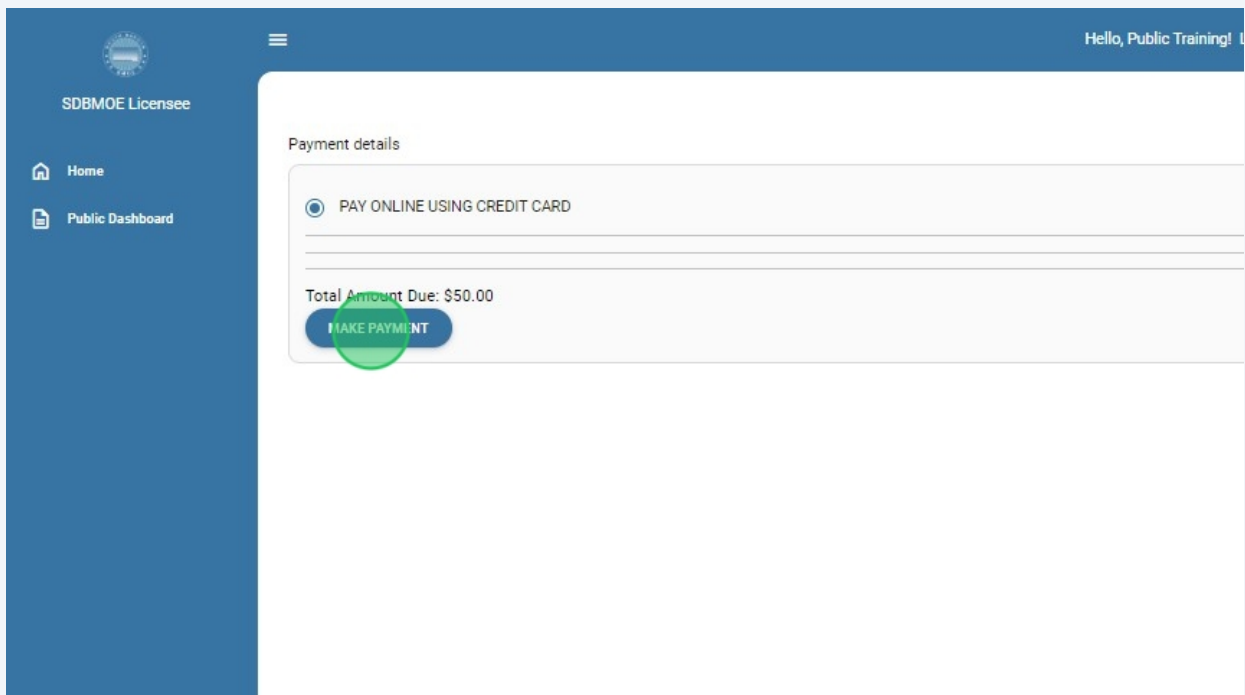 Hello, Public Training! L
SDBMOE Licensee
Home
Public Dashboard
Payment details
PAY ONLINE USING CREDIT CARD
Total Amount Due: $50.00
MAKE PAYMENT